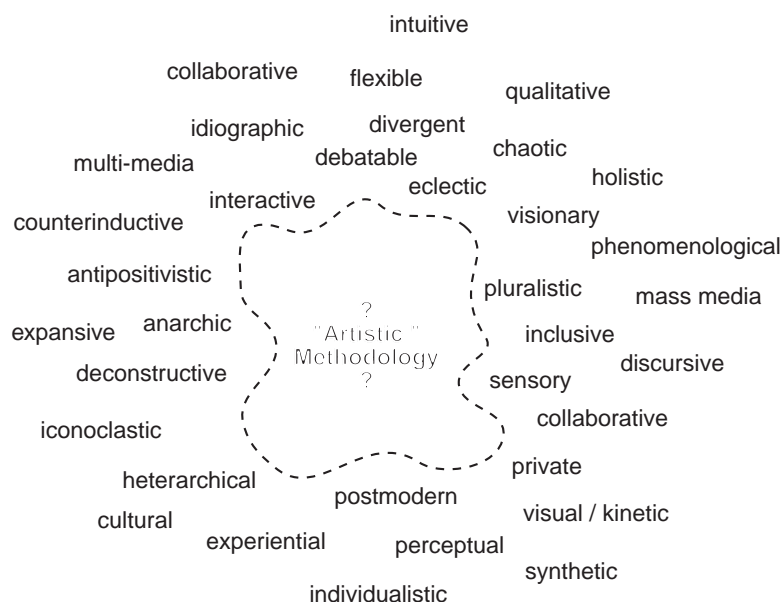 intuitive
collaborative
flexible
qualitative
idiographic
divergent
chaotic
multi-media
debatable
holistic
interactive
eclectic
counterinductive
visionary
phenomenological
antipositivistic
pluralistic
mass media
?
"Artistic "
Methodology
?
expansive
anarchic
inclusive
discursive
deconstructive
sensory
collaborative
iconoclastic
private
heterarchical
postmodern
cultural
visual / kinetic
experiential
perceptual
synthetic
individualistic